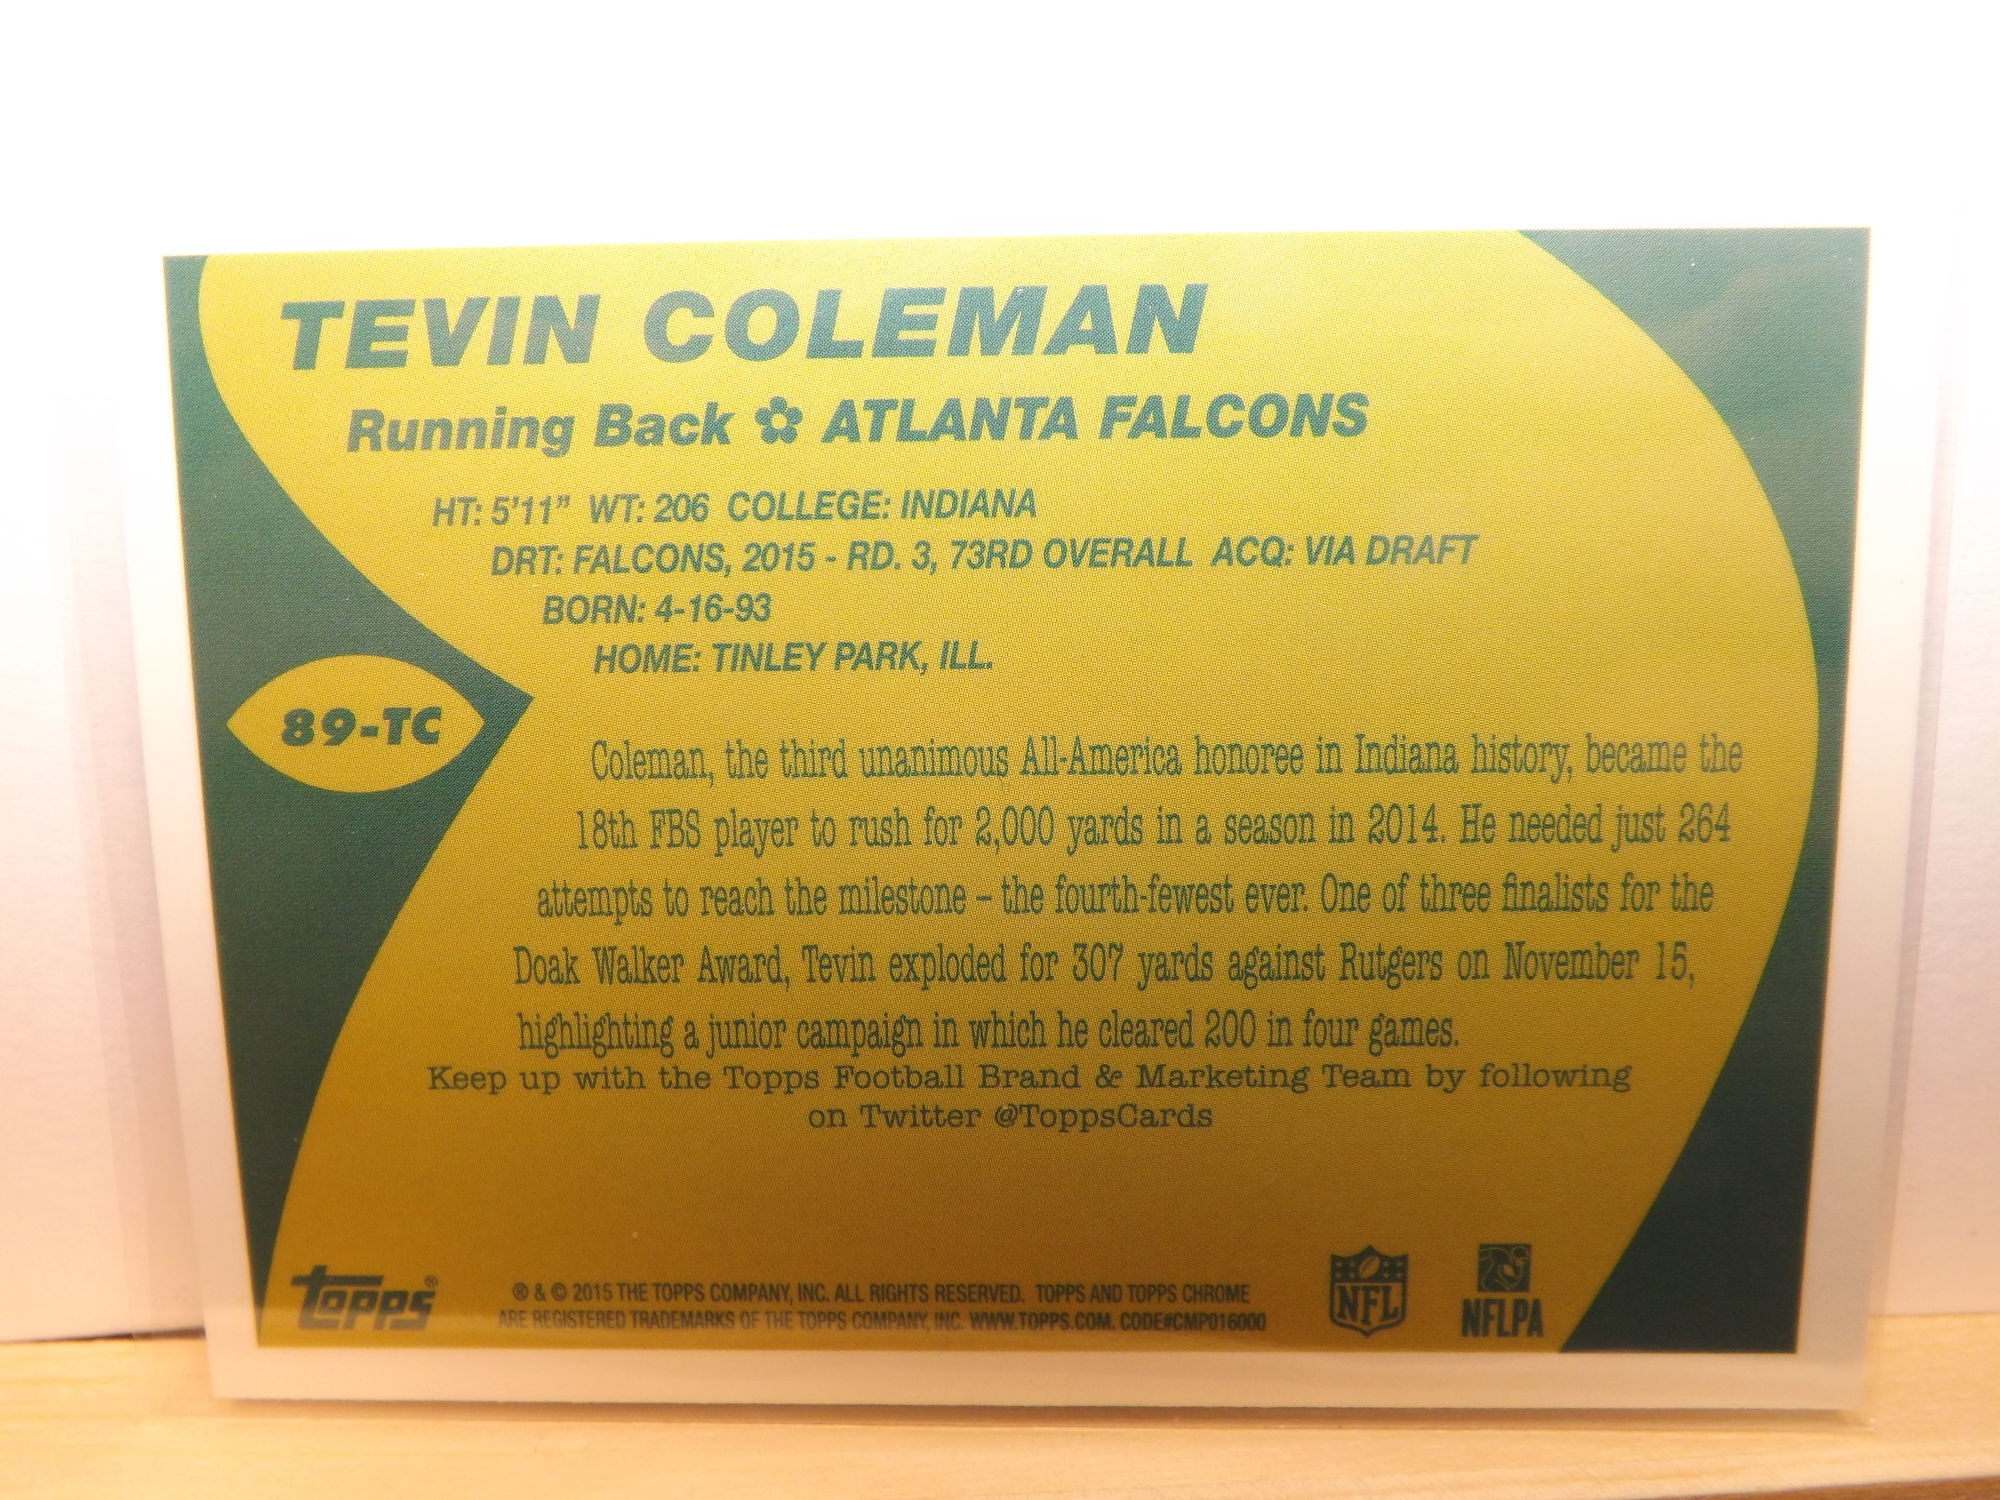 TEVIN COLEMAN
Running Back ✿ ATLANTA FALCONS
HT: 5'11" WT: 206 COLLEGE: INDIANA
DRT: FALCONS, 2015 - RD. 3, 73RD OVERALL ACQ: VIA DRAFT
BORN: 4-16-93
HOME: TINLEY PARK, ILL.
89-TC
Coleman, the third unanimous All-America honoree in Indiana history, became the
18th FBS player to rush for 2,000 yards in a season in 2014. He needed just 264
attempts to reach the milestone – the fourth-fewest ever. One of three finalists for the
Doak Walker Award, Tevin exploded for 307 yards against Rutgers on November 15,
highlighting a junior campaign in which he cleared 200 in four games.
Keep up with the Topps Football Brand & Marketing Team by following
on Twitter @ToppsCards
topps®
® & © 2015 THE TOPPS COMPANY, INC. ALL RIGHTS RESERVED. TOPPS AND TOPPS CHROME
ARE REGISTERED TRADEMARKS OF THE TOPPS COMPANY, INC. WWW.TOPPS.COM. CODE#CMP016000
NFL
NFLPA